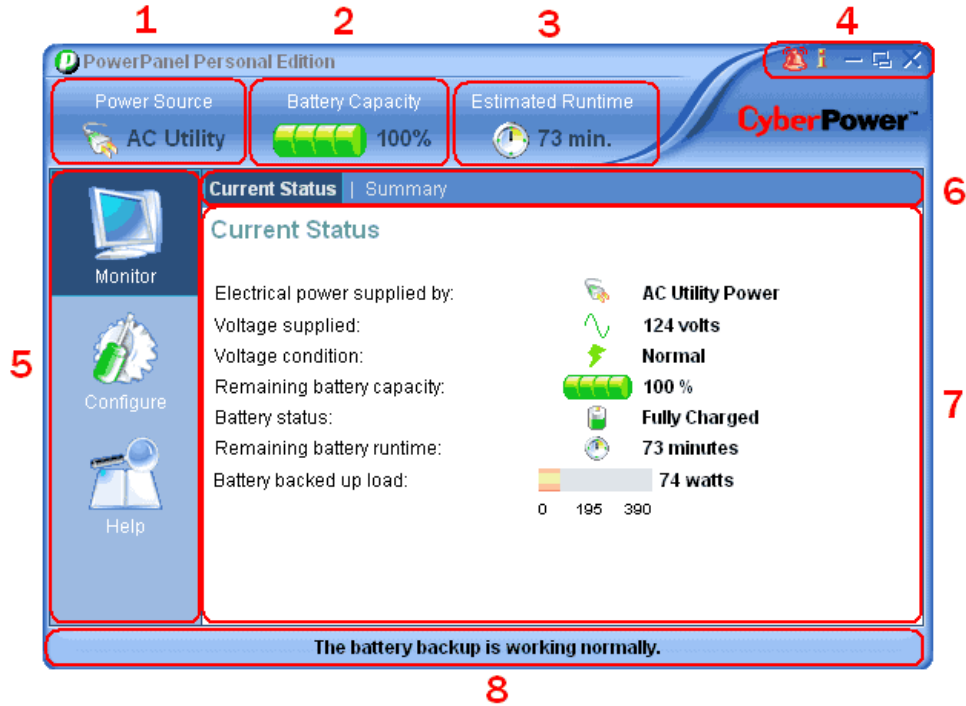 1 2 3 4
PowerPanel Personal Edition
Power Source
AC Utility
Battery Capacity
100%
Estimated Runtime
73 min.
CyberPower™
Current Status | Summary
6
Current Status
Monitor
Configure
Help
5
Electrical power supplied by: AC Utility Power
Voltage supplied: 124 volts
Voltage condition: Normal
Remaining battery capacity: 100 %
Battery status: Fully Charged
Remaining battery runtime: 73 minutes
Battery backed up load: 74 watts
0 195 390
7
The battery backup is working normally.
8